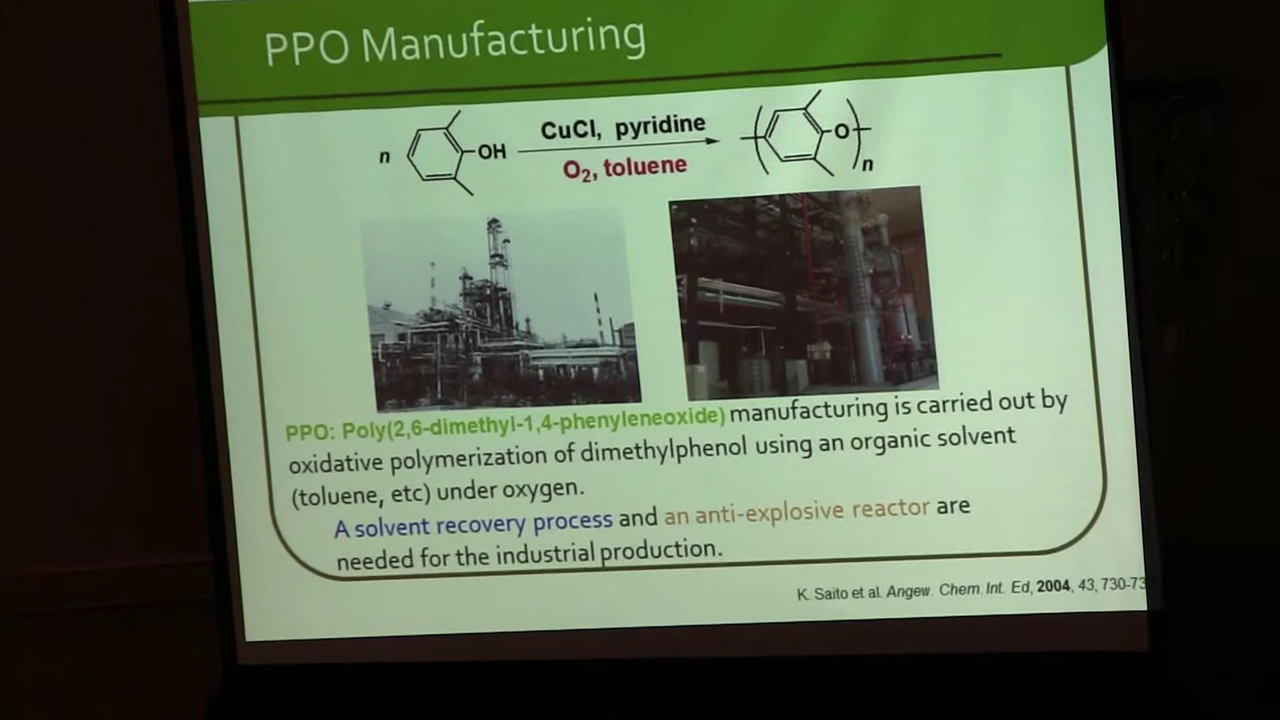 PPO Manufacturing
n
OH
CuCl, pyridine
O2, toluene
O
n
PPO: Poly(2,6-dimethyl-1,4-phenyleneoxide) manufacturing is carried out by
oxidative polymerization of dimethylphenol using an organic solvent
(toluene, etc) under oxygen.
A solvent recovery process and an anti-explosive reactor are
needed for the industrial production.
K. Saito et al. Angew. Chem. Int. Ed, 2004, 43, 730-73